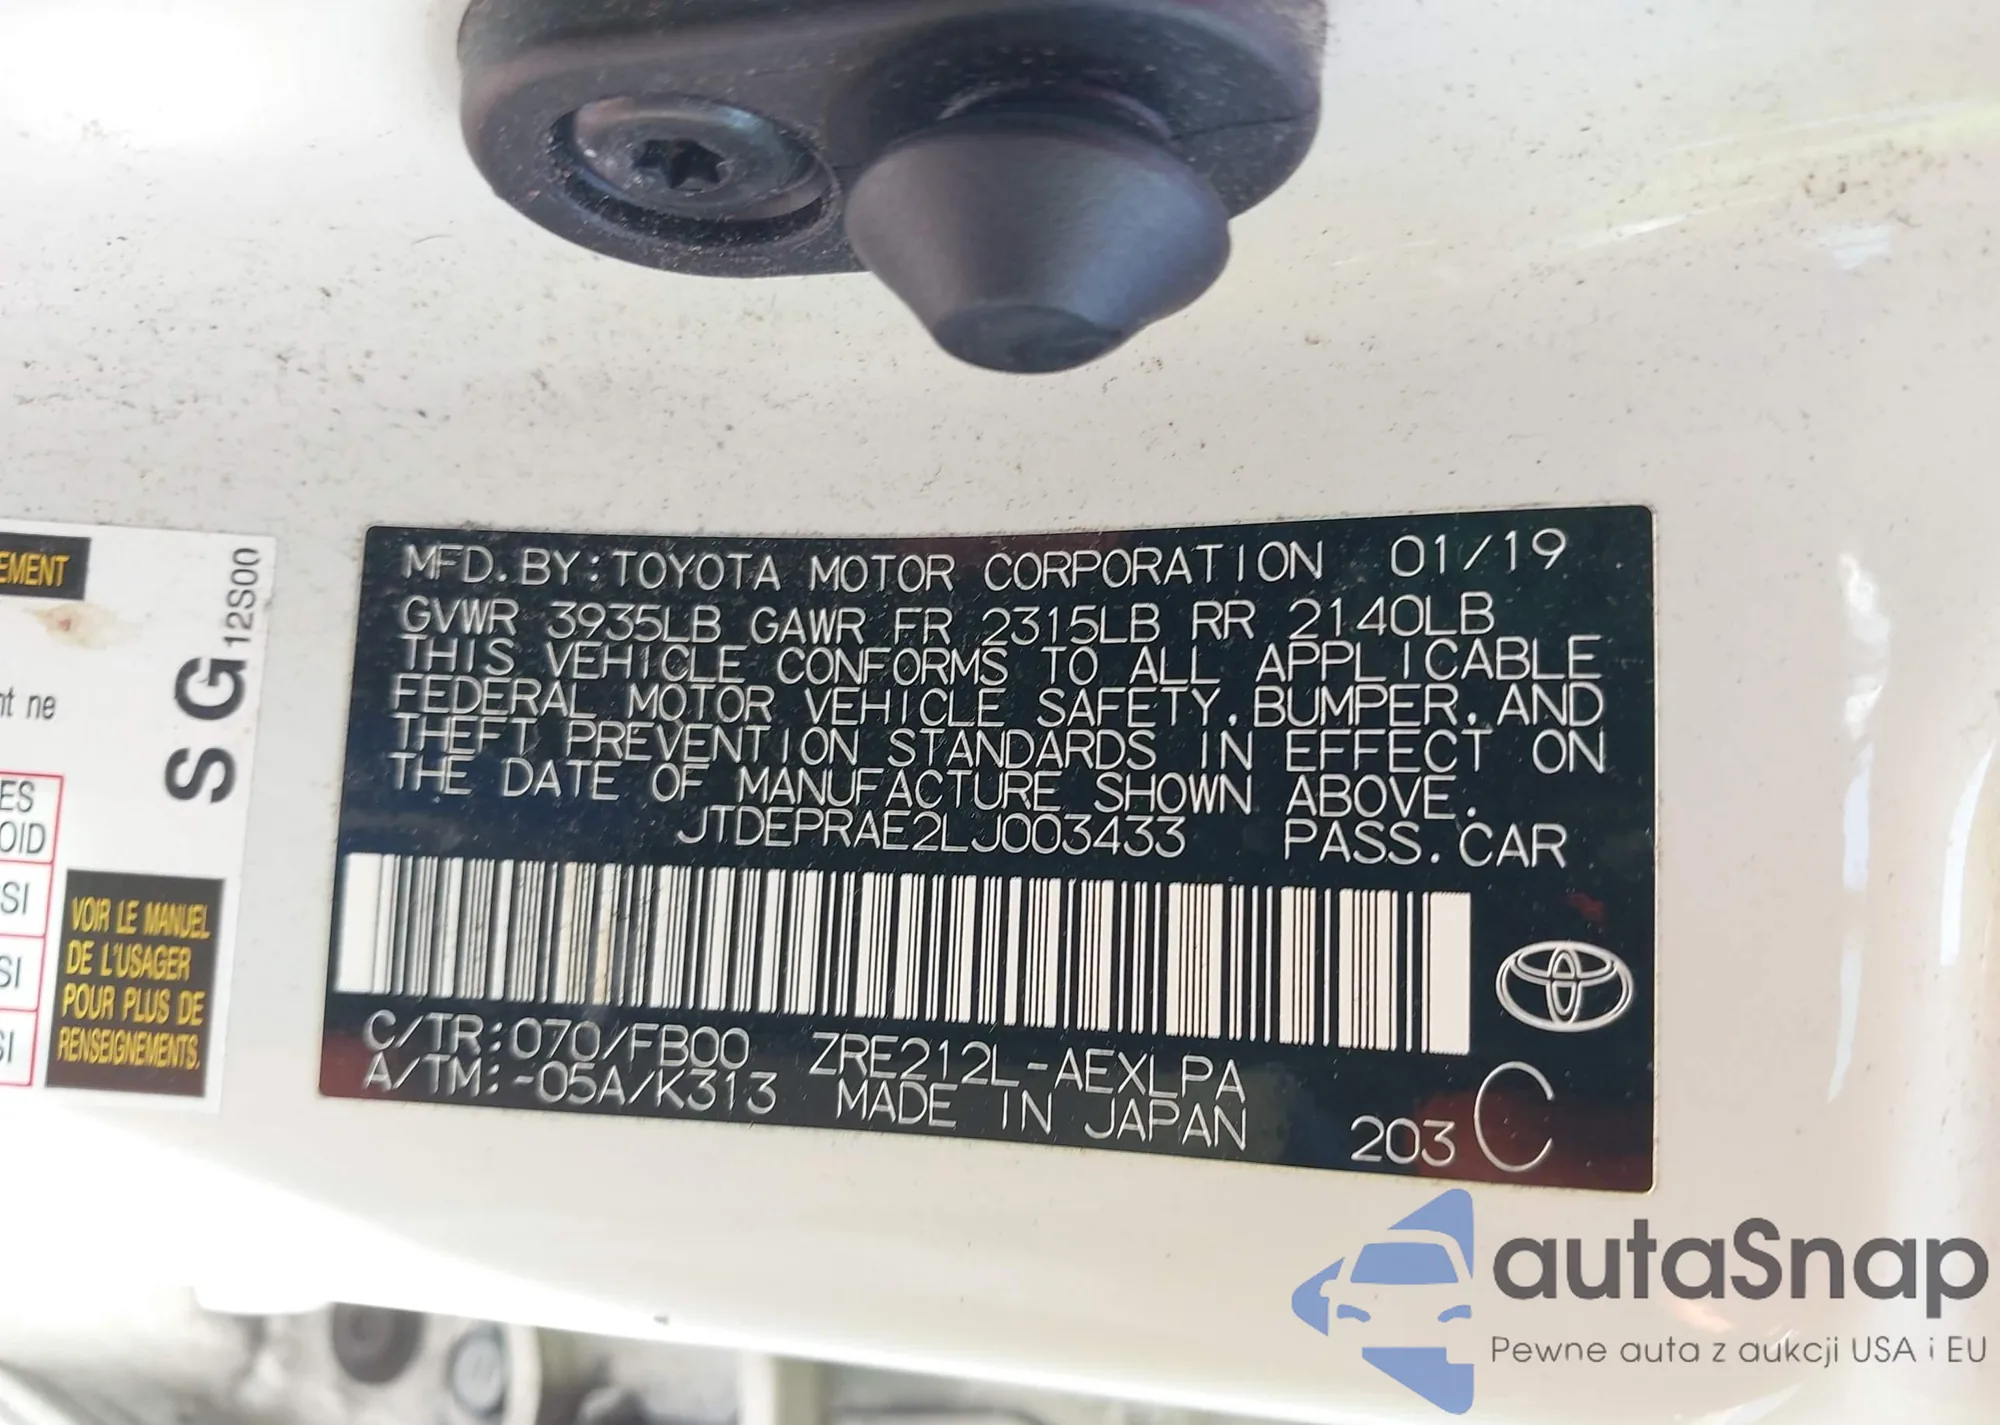 MFD. BY: TOYOTA MOTOR CORPORATION 01/19
GVWR 3935LB GAWR FR 2315LB RR 2140LB
THIS VEHICLE CONFORMS TO ALL APPLICABLE
FEDERAL MOTOR VEHICLE SAFETY, BUMPER, AND
THEFT PREVENTION STANDARDS IN EFFECT ON
THE DATE OF MANUFACTURE SHOWN ABOVE.
JTDEPRAE2LJ003433 PASS. CAR
C/TR: 070/FB00 ZRE212L-AEXLPA
A/TM: -05A/K313 MADE IN JAPAN
203 C
EMENT
SG 12S00
nt ne
ES
OID
SI
SI
SI
VOIR LE MANUEL
DE L'USAGER
POUR PLUS DE
RENSEIGNEMENTS.
autaSnap
Pewne auta z aukcji USA i EU